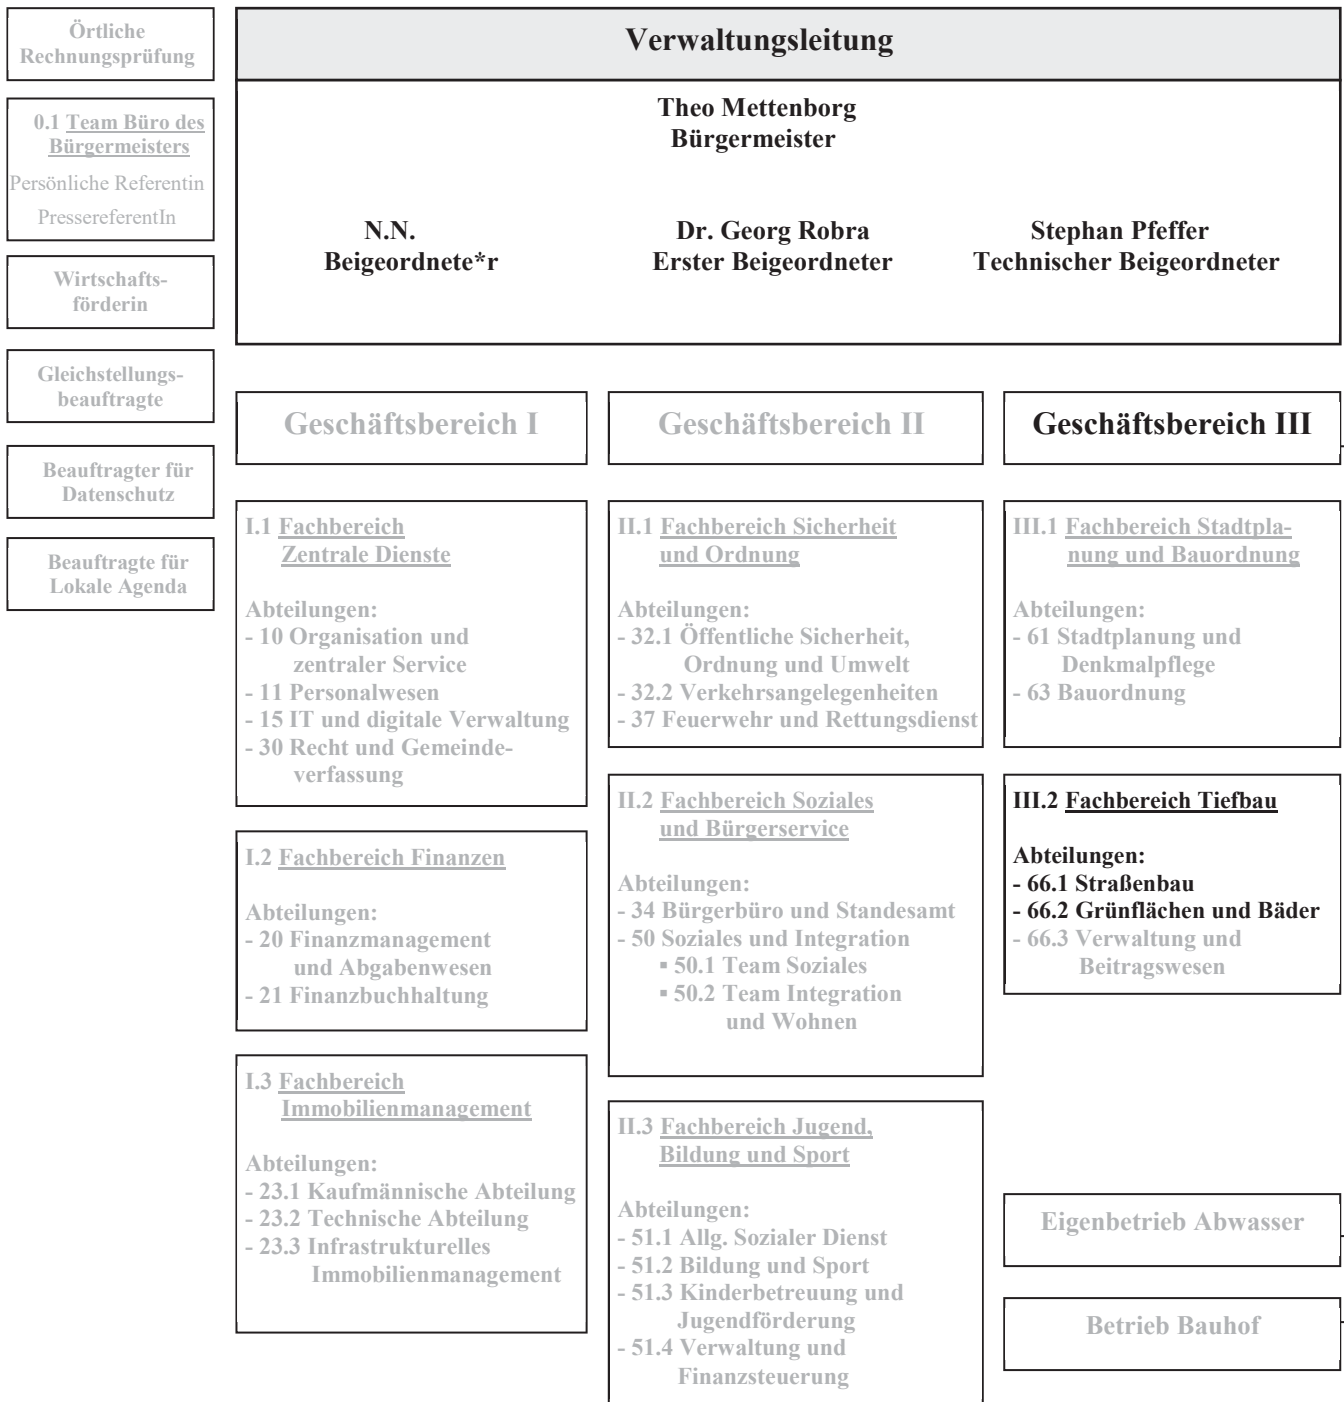 Örtliche
Rechnungsprüfung
0.1 Team Büro des
Bürgermeisters
Persönliche Referentin
PressereferentIn
Wirtschafts-
förderin
Gleichstellungs-
beauftragte
Beauftragter für
Datenschutz
Beauftragte für
Lokale Agenda
Verwaltungsleitung
Theo Mettenborg
Bürgermeister
N.N.
Beigeordnete*r
Dr. Georg Robra
Erster Beigeordneter
Stephan Pfeffer
Technischer Beigeordneter
Geschäftsbereich I
I.1 Fachbereich
Zentrale Dienste
Abteilungen:
- 10 Organisation und
zentraler Service
- 11 Personalwesen
- 15 IT und digitale Verwaltung
- 30 Recht und Gemeinde-
verfassung
I.2 Fachbereich Finanzen
Abteilungen:
- 20 Finanzmanagement
und Abgabenwesen
- 21 Finanzbuchhaltung
I.3 Fachbereich
Immobilienmanagement
Abteilungen:
- 23.1 Kaufmännische Abteilung
- 23.2 Technische Abteilung
- 23.3 Infrastrukturelles
Immobilienmanagement
Geschäftsbereich II
II.1 Fachbereich Sicherheit
und Ordnung
Abteilungen:
- 32.1 Öffentliche Sicherheit,
Ordnung und Umwelt
- 32.2 Verkehrsangelegenheiten
- 37 Feuerwehr und Rettungsdienst
II.2 Fachbereich Soziales
und Bürgerservice
Abteilungen:
- 34 Bürgerbüro und Standesamt
- 50 Soziales und Integration
▪ 50.1 Team Soziales
▪ 50.2 Team Integration
und Wohnen
II.3 Fachbereich Jugend,
Bildung und Sport
Abteilungen:
- 51.1 Allg. Sozialer Dienst
- 51.2 Bildung und Sport
- 51.3 Kinderbetreuung und
Jugendförderung
- 51.4 Verwaltung und
Finanzsteuerung
Geschäftsbereich III
III.1 Fachbereich Stadtpla-
nung und Bauordnung
Abteilungen:
- 61 Stadtplanung und
Denkmalpflege
- 63 Bauordnung
III.2 Fachbereich Tiefbau
Abteilungen:
- 66.1 Straßenbau
- 66.2 Grünflächen und Bäder
- 66.3 Verwaltung und
Beitragswesen
Eigenbetrieb Abwasser
Betrieb Bauhof